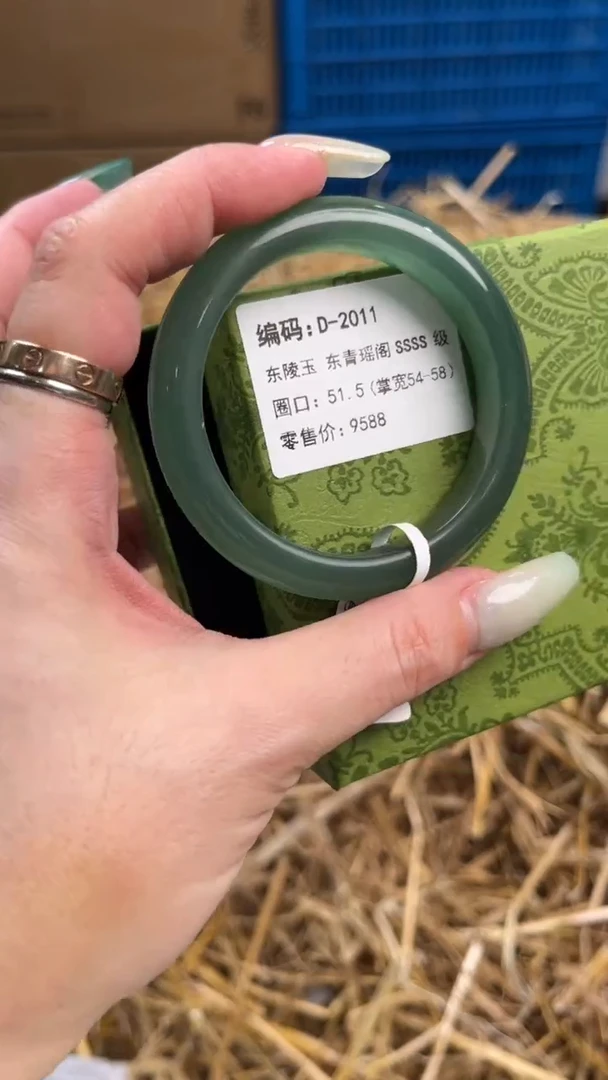 编码:D-2011
东陵玉 东青瑶阁 SSSS 级
圈口: 51.5(掌宽54-58)
零售价: 9588